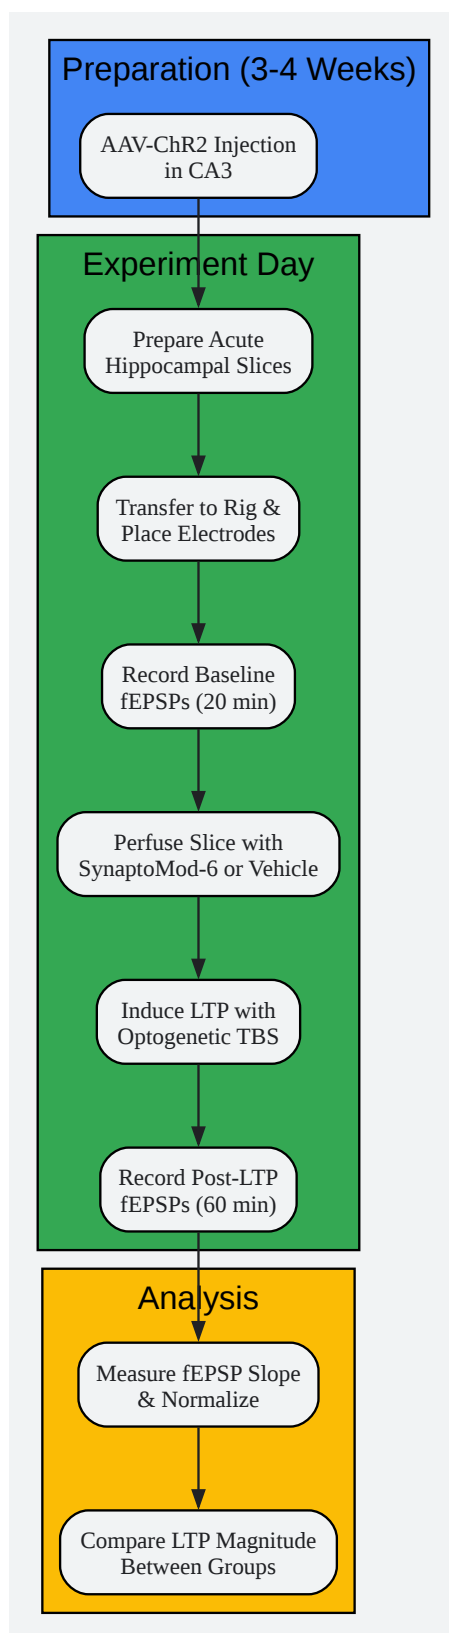 Preparation (3-4 Weeks)
AAV-ChR2 Injection
in CA3
Experiment Day
Prepare Acute
Hippocampal Slices
Transfer to Rig &
Place Electrodes
Record Baseline
fEPSPs (20 min)
Perfuse Slice with
SynaptoMod-6 or Vehicle
Induce LTP with
Optogenetic TBS
Record Post-LTP
fEPSPs (60 min)
Analysis
Measure fEPSP Slope
& Normalize
Compare LTP Magnitude
Between Groups